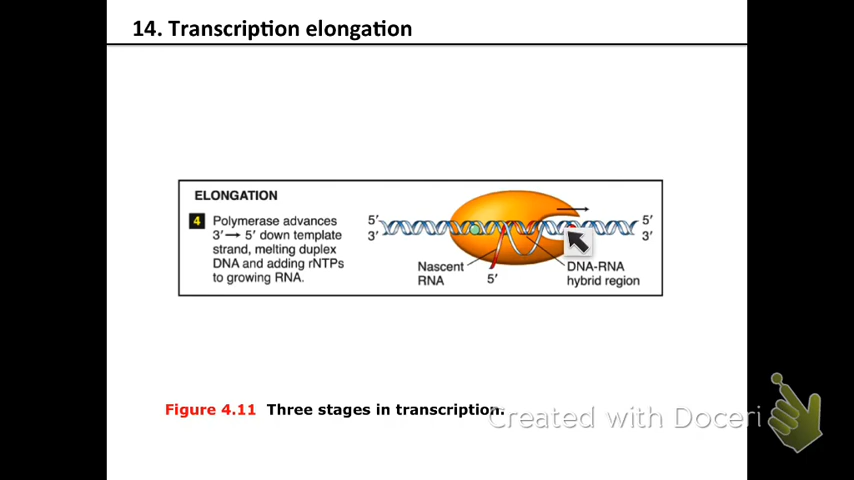 14. Transcription elongation
ELONGATION
4 Polymerase advances
3′ → 5′ down template
strand, melting duplex
DNA and adding rNTPs
to growing RNA.
5′
3′
5′
3′
Nascent
RNA
5′
DNA-RNA
hybrid region
Figure 4.11 Three stages in transcription.
Created with Doceri